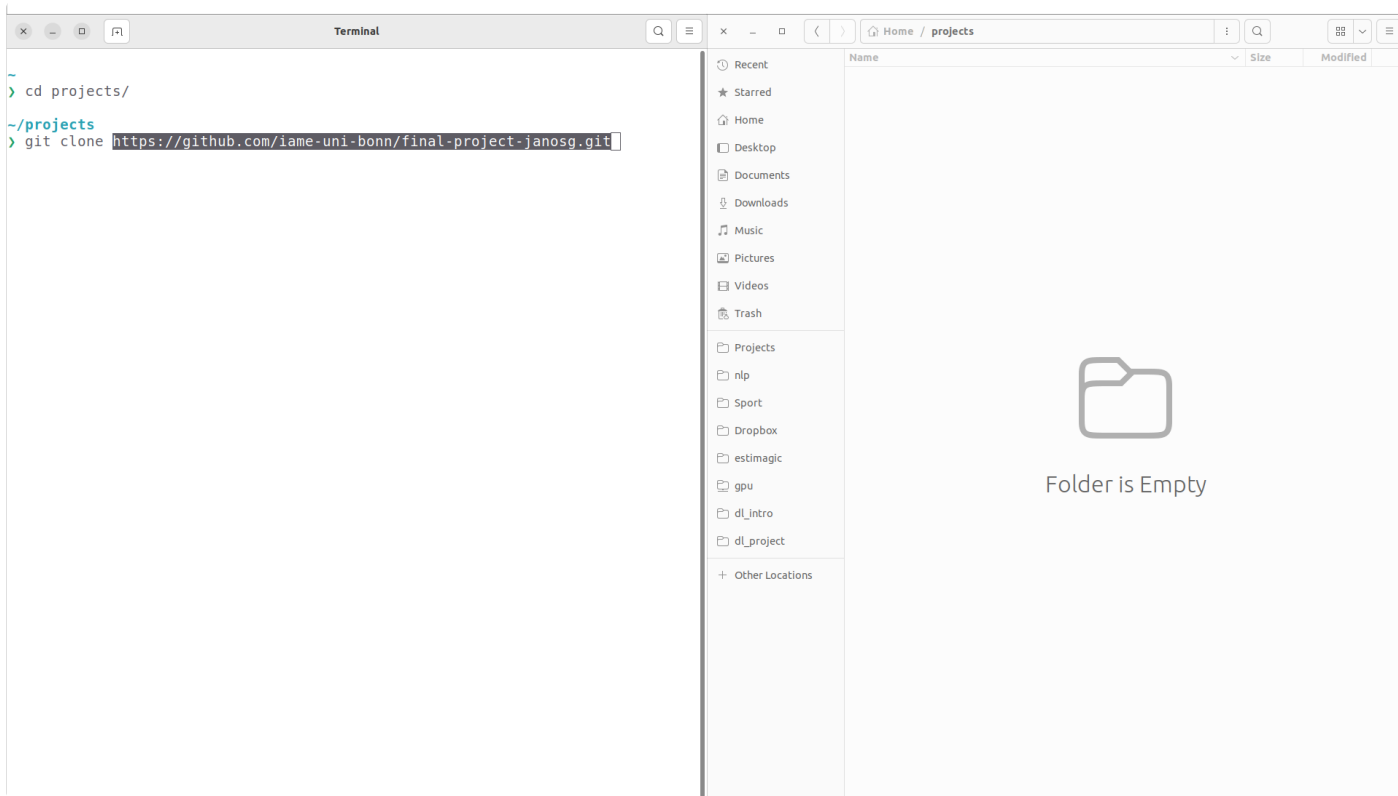 Terminal
~
❯ cd projects/
~/projects
❯ git clone https://github.com/iame-uni-bonn/final-project-janosg.git
Home / projects
Recent
Starred
Home
Desktop
Documents
Downloads
Music
Pictures
Videos
Trash
Projects
nlp
Sport
Dropbox
estimagic
gpu
dl_intro
dl_project
+ Other Locations
Name Size Modified
Folder is Empty